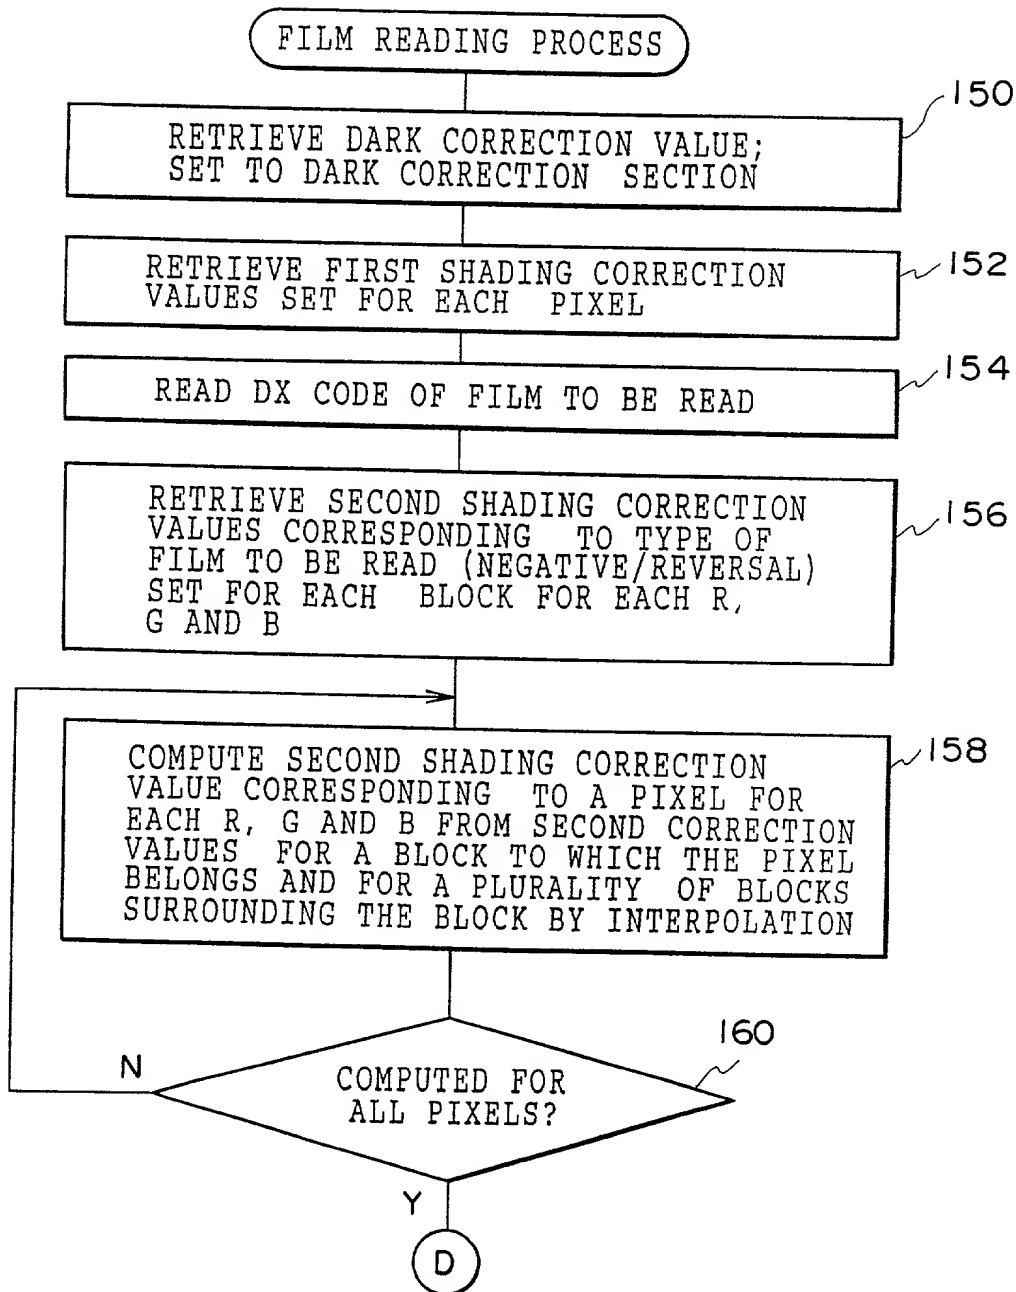 FILM READING PROCESS
150
RETRIEVE DARK CORRECTION VALUE;
SET TO DARK CORRECTION SECTION
152
RETRIEVE FIRST SHADING CORRECTION
VALUES SET FOR EACH PIXEL
154
READ DX CODE OF FILM TO BE READ
156
RETRIEVE SECOND SHADING CORRECTION
VALUES CORRESPONDING TO TYPE OF
FILM TO BE READ (NEGATIVE/REVERSAL)
SET FOR EACH BLOCK FOR EACH R,
G AND B
158
COMPUTE SECOND SHADING CORRECTION
VALUE CORRESPONDING TO A PIXEL FOR
EACH R, G AND B FROM SECOND CORRECTION
VALUES FOR A BLOCK TO WHICH THE PIXEL
BELONGS AND FOR A PLURALITY OF BLOCKS
SURROUNDING THE BLOCK BY INTERPOLATION
160
N
COMPUTED FOR
ALL PIXELS?
Y
D